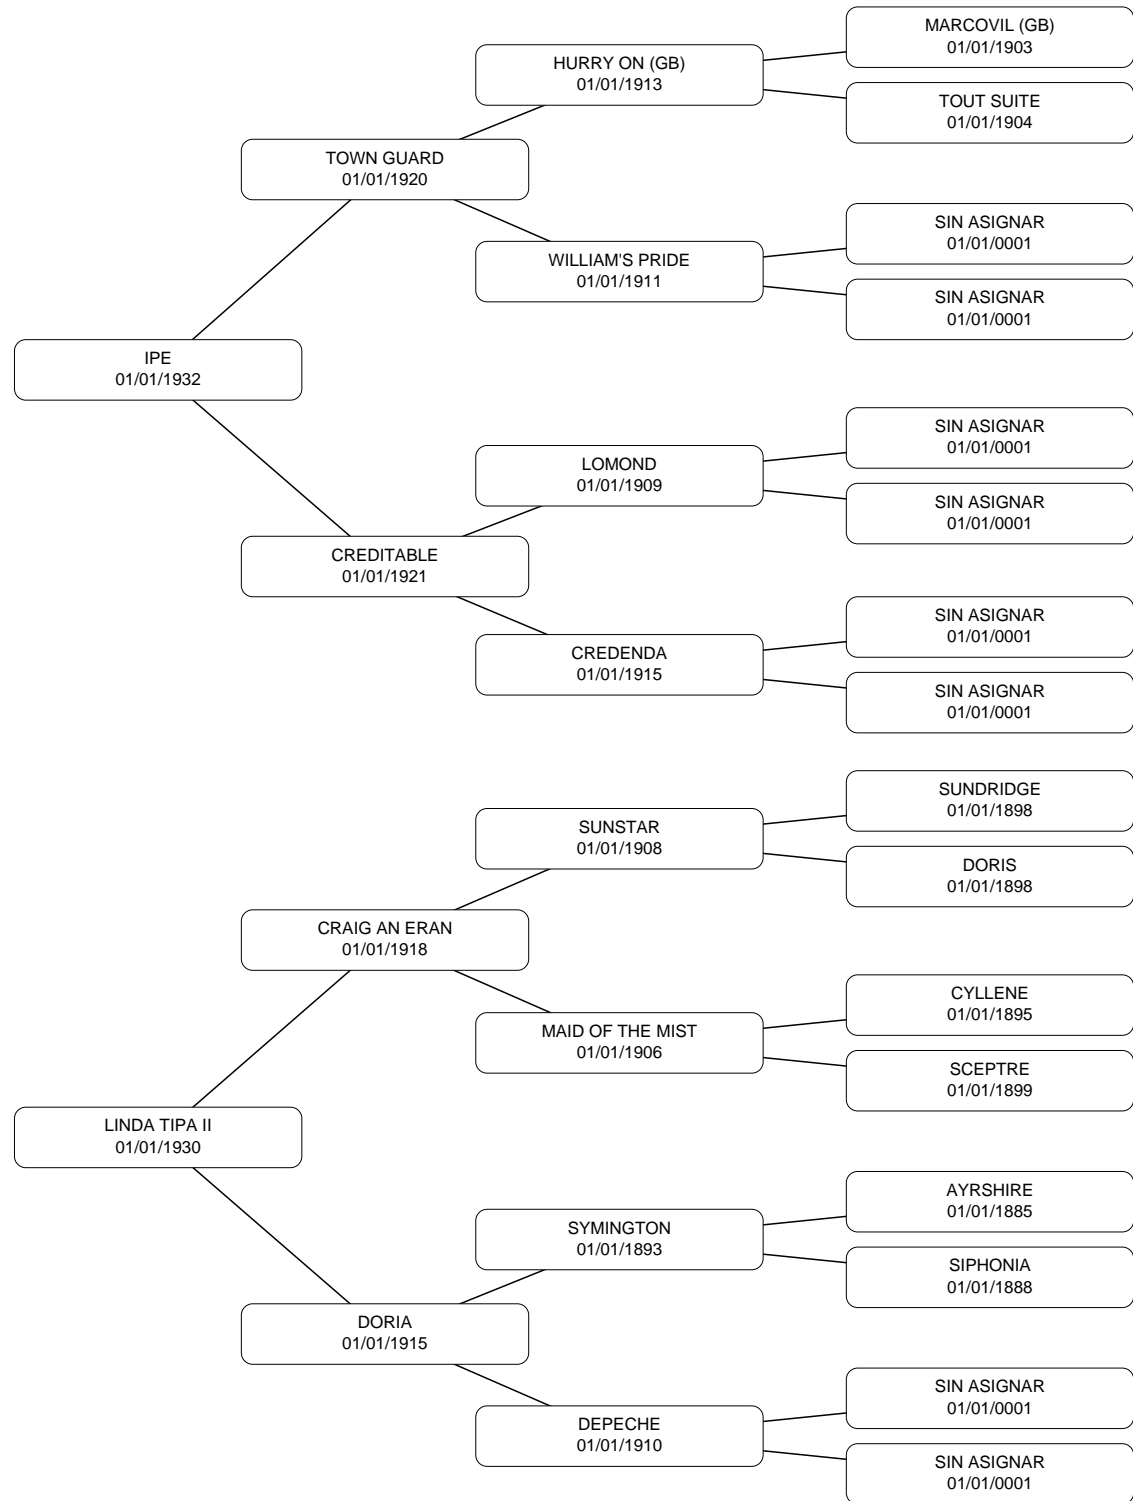 MARCOVIL (GB)
01/01/1903
HURRY ON (GB)
01/01/1913
TOUT SUITE
01/01/1904
TOWN GUARD
01/01/1920
SIN ASIGNAR
01/01/0001
WILLIAM'S PRIDE
01/01/1911
SIN ASIGNAR
01/01/0001
IPE
01/01/1932
SIN ASIGNAR
01/01/0001
LOMOND
01/01/1909
SIN ASIGNAR
01/01/0001
CREDITABLE
01/01/1921
SIN ASIGNAR
01/01/0001
CREDENDA
01/01/1915
SIN ASIGNAR
01/01/0001
SUNDRIDGE
01/01/1898
SUNSTAR
01/01/1908
DORIS
01/01/1898
CRAIG AN ERAN
01/01/1918
CYLLENE
01/01/1895
MAID OF THE MIST
01/01/1906
SCEPTRE
01/01/1899
LINDA TIPA II
01/01/1930
AYRSHIRE
01/01/1885
SYMINGTON
01/01/1893
SIPHONIA
01/01/1888
DORIA
01/01/1915
SIN ASIGNAR
01/01/0001
DEPECHE
01/01/1910
SIN ASIGNAR
01/01/0001